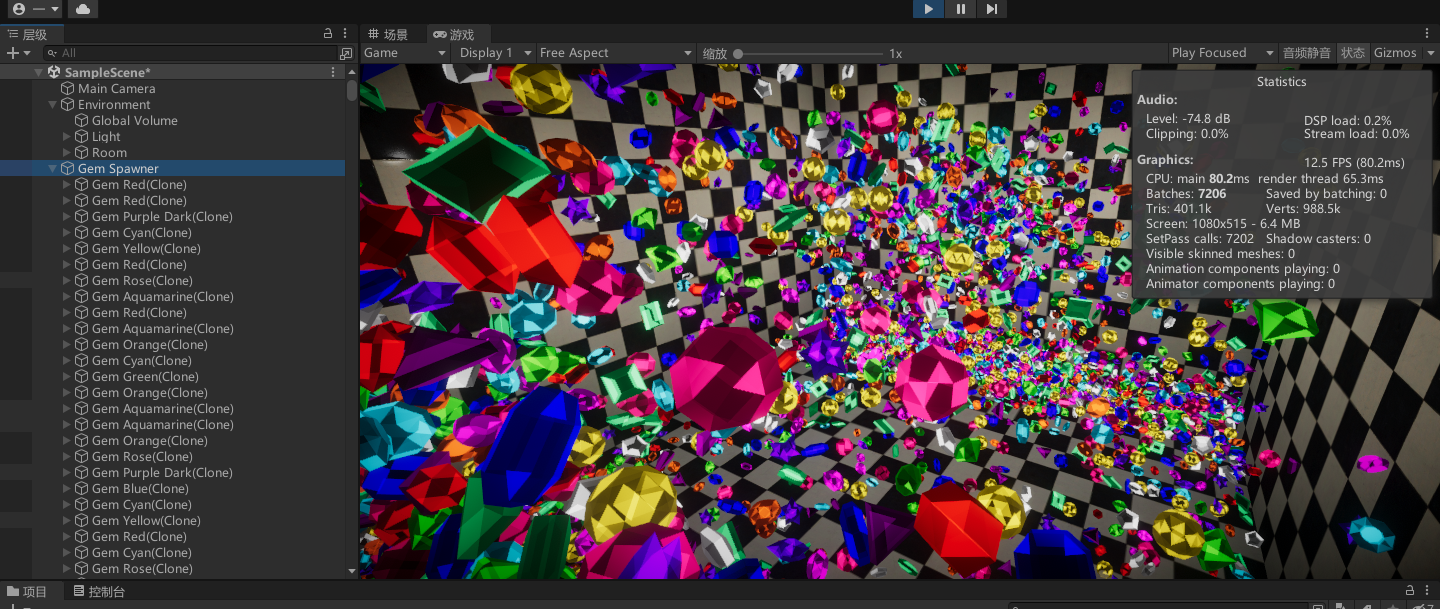 层级
场景
游戏
All
Game
Display 1
Free Aspect
缩放
1x
Play Focused
音频静音
状态
Gizmos
SampleScene*
Main Camera
Environment
Global Volume
Light
Room
Gem Spawner
Gem Red(Clone)
Gem Red(Clone)
Gem Purple Dark(Clone)
Gem Cyan(Clone)
Gem Yellow(Clone)
Gem Red(Clone)
Gem Rose(Clone)
Gem Aquamarine(Clone)
Gem Red(Clone)
Gem Aquamarine(Clone)
Gem Orange(Clone)
Gem Cyan(Clone)
Gem Green(Clone)
Gem Orange(Clone)
Gem Aquamarine(Clone)
Gem Aquamarine(Clone)
Gem Orange(Clone)
Gem Rose(Clone)
Gem Purple Dark(Clone)
Gem Blue(Clone)
Gem Cyan(Clone)
Gem Yellow(Clone)
Gem Red(Clone)
Gem Cyan(Clone)
Gem Rose(Clone)
Statistics
Audio:
Level: -74.8 dB DSP load: 0.2%
Clipping: 0.0% Stream load: 0.0%
Graphics: 12.5 FPS (80.2ms)
CPU: main 80.2ms render thread 65.3ms
Batches: 7206 Saved by batching: 0
Tris: 401.1k Verts: 988.5k
Screen: 1080x515 - 6.4 MB
SetPass calls: 7202 Shadow casters: 0
Visible skinned meshes: 0
Animation components playing: 0
Animator components playing: 0
项目
控制台